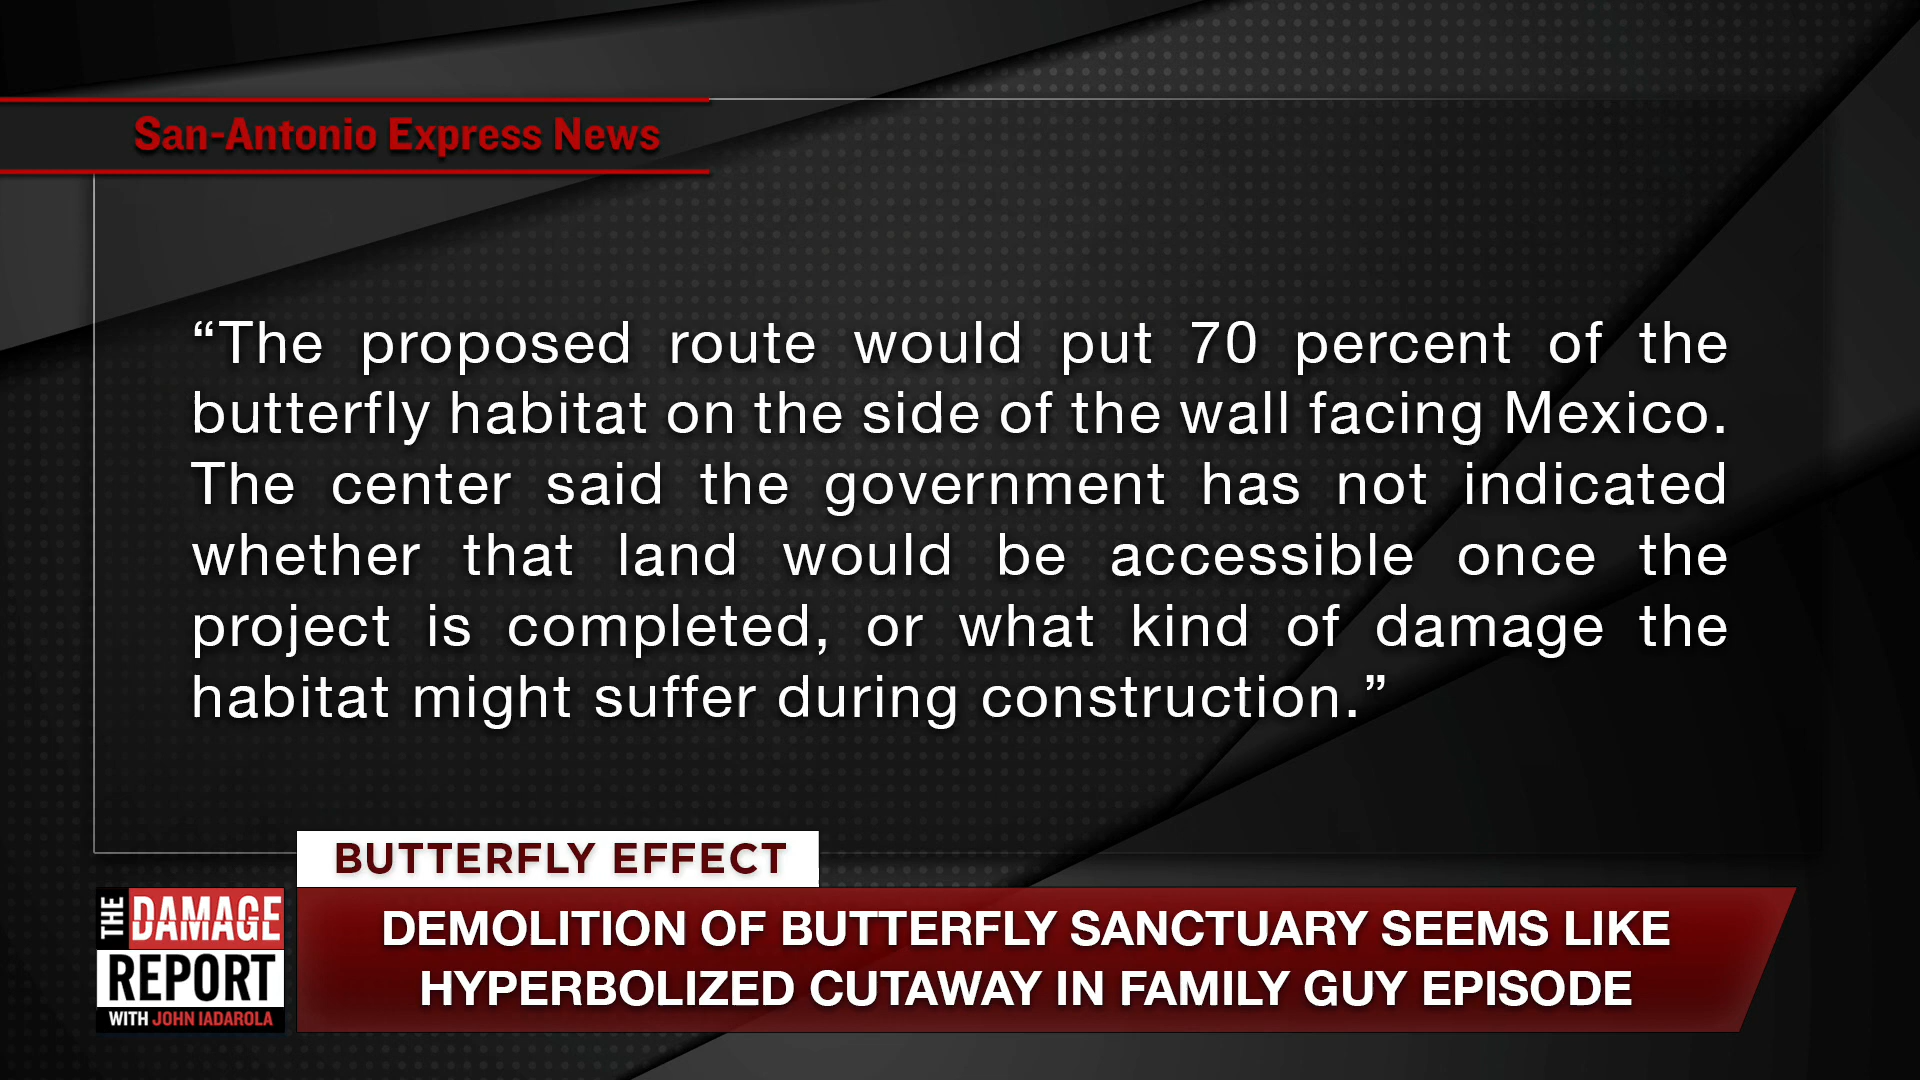 San-Antonio Express News
“The proposed route would put 70 percent of the
butterfly habitat on the side of the wall facing Mexico.
The center said the government has not indicated
whether that land would be accessible once the
project is completed, or what kind of damage the
habitat might suffer during construction.”
BUTTERFLY EFFECT
DEMOLITION OF BUTTERFLY SANCTUARY SEEMS LIKE
HYPERBOLIZED CUTAWAY IN FAMILY GUY EPISODE
THE DAMAGE
REPORT
WITH JOHN IADAROLA